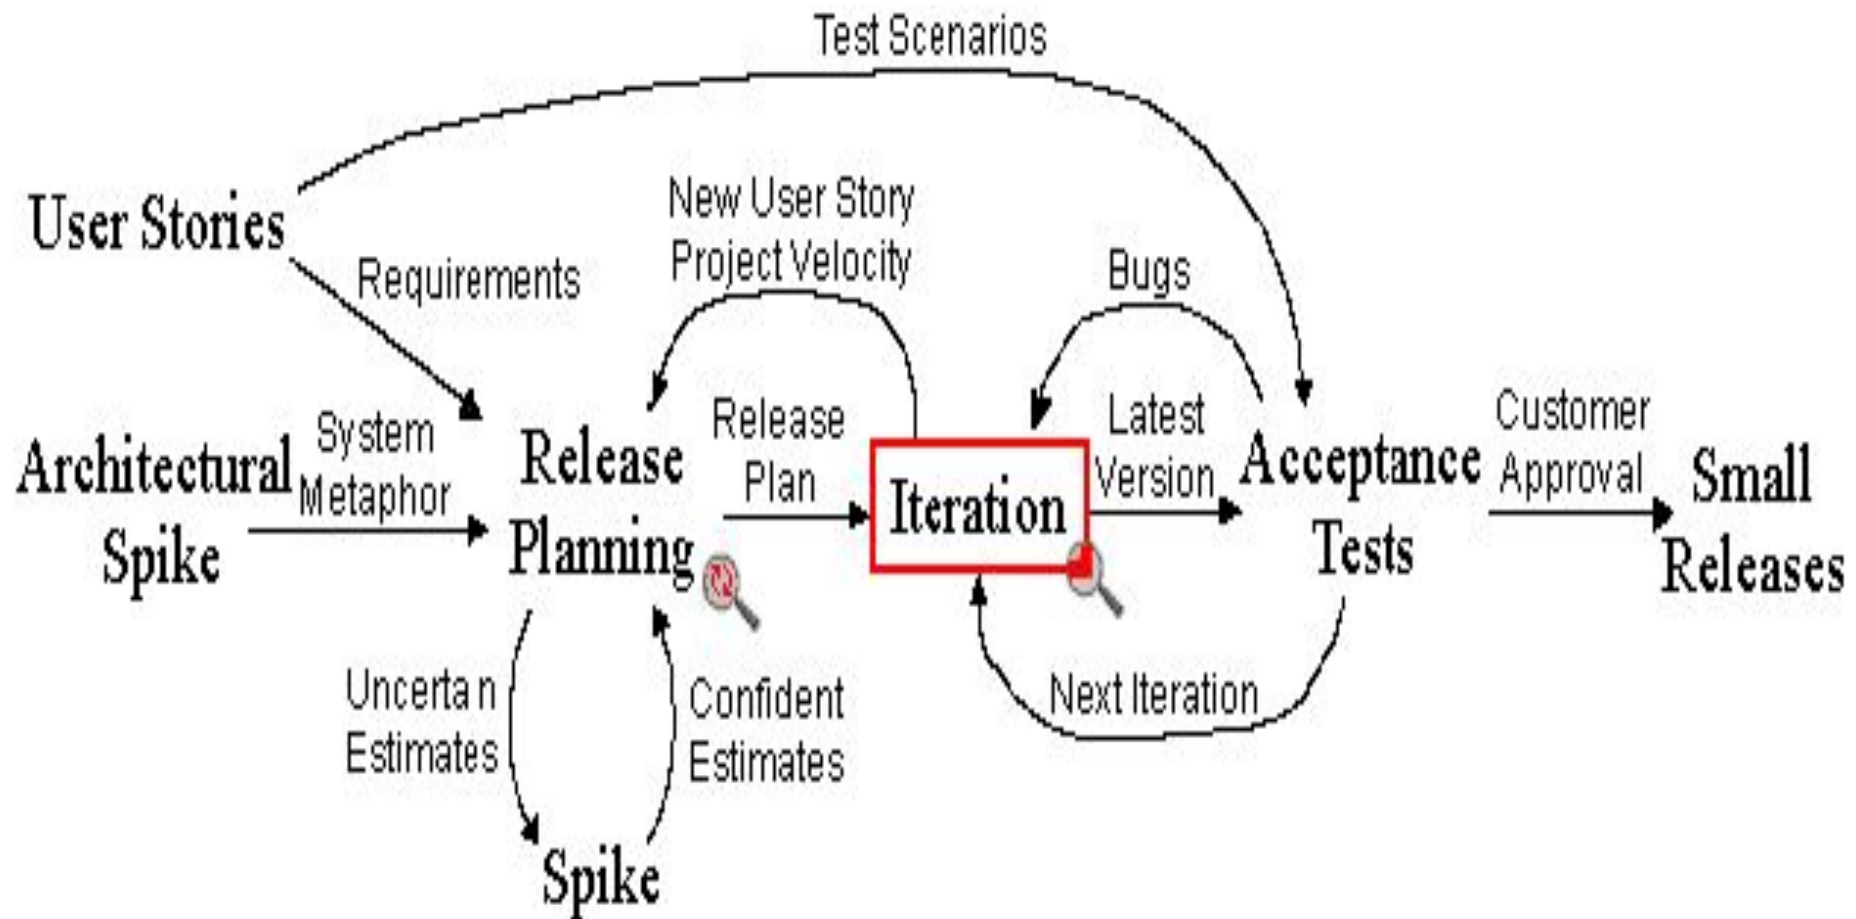 Test Scenarios
User Stories
Requirements
New User Story
Project Velocity
Bugs
Architectural
Spike
System
Metaphor
Release
Planning
Release
Plan
Iteration
Latest
Version
Acceptance
Tests
Customer
Approval
Small
Releases
Uncertan
Estimates
Confident
Estimates
Next Iteration
Spike